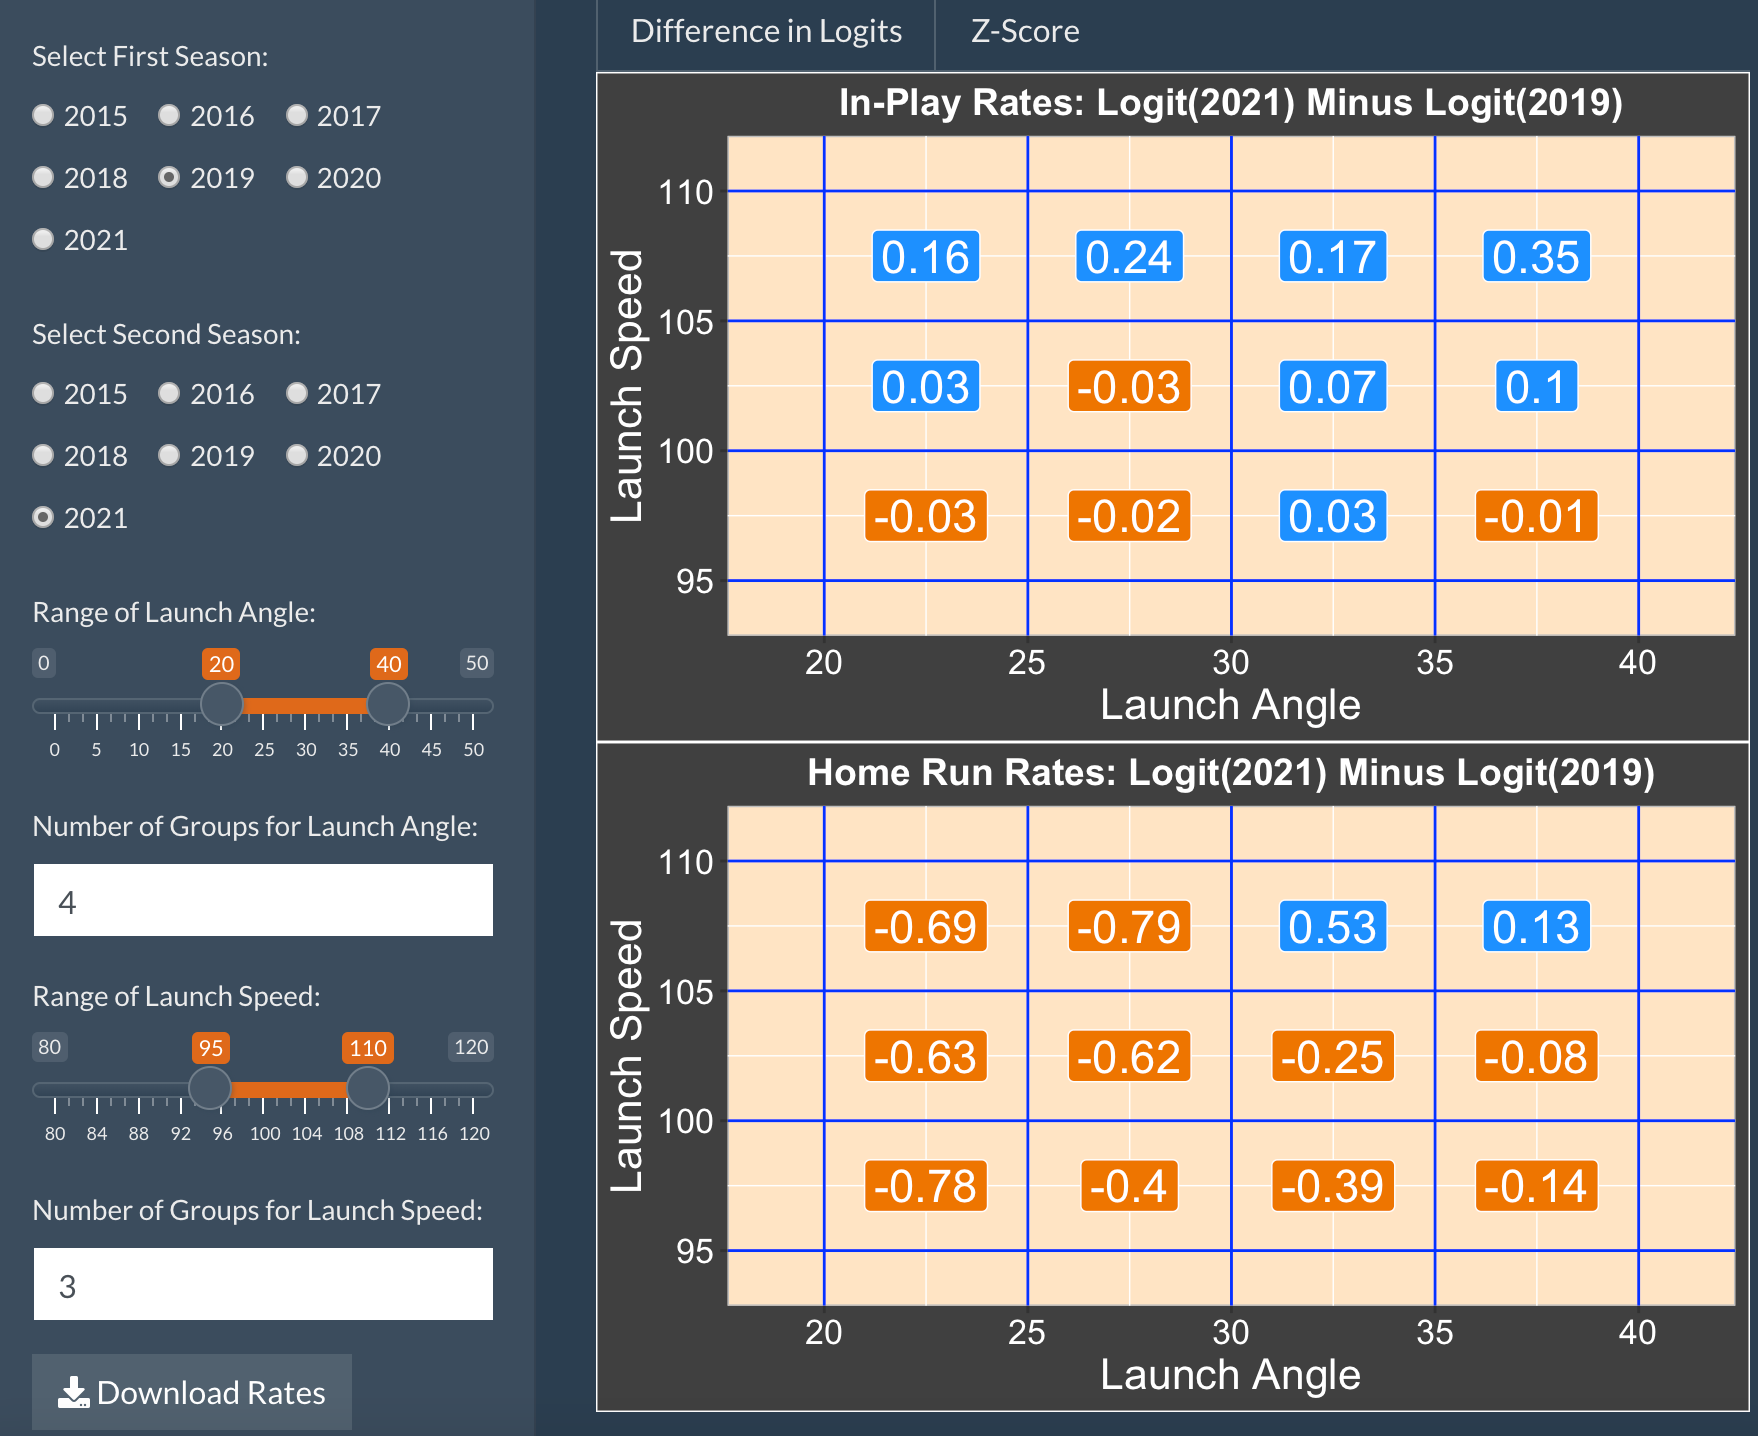 Select First Season:
2015 2016 2017
2018 2019 2020
2021
Select Second Season:
2015 2016 2017
2018 2019 2020
2021
Range of Launch Angle:
0 20 40 50
0 5 10 15 20 25 30 35 40 45 50
Number of Groups for Launch Angle:
4
Range of Launch Speed:
80 95 110 120
80 84 88 92 96 100 104 108 112 116 120
Number of Groups for Launch Speed:
3
Download Rates
Difference in Logits Z-Score
In-Play Rates: Logit(2021) Minus Logit(2019)
Launch Speed
110
0.16 0.24 0.17 0.35
105
0.03 -0.03 0.07 0.1
100
-0.03 -0.02 0.03 -0.01
95
20 25 30 35 40
Launch Angle
Home Run Rates: Logit(2021) Minus Logit(2019)
Launch Speed
110
-0.69 -0.79 0.53 0.13
105
-0.63 -0.62 -0.25 -0.08
100
-0.78 -0.4 -0.39 -0.14
95
20 25 30 35 40
Launch Angle